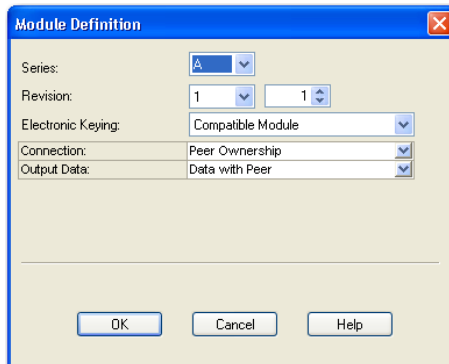 Module Definition
Series: A
Revision: 1 1
Electronic Keying: Compatible Module
Connection: Peer Ownership
Output Data: Data with Peer
OK Cancel Help